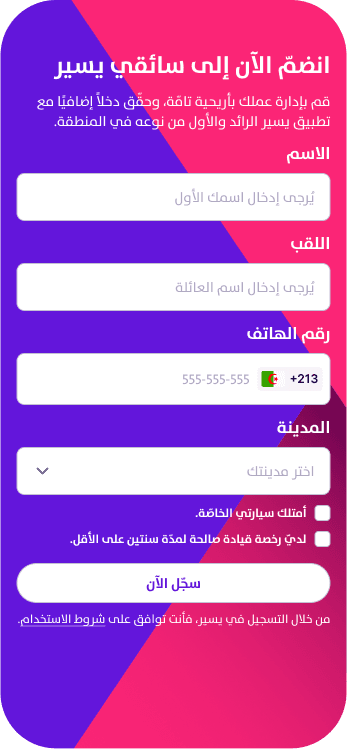 انضمّ الآن إلى سائقي يسير
قم بإدارة عملك بأريحية تامّة، وحقّق دخلاً إضافيًا مع
تطبيق يسير الرائد والأول من نوعه في المنطقة.
الاسم
يُرجى إدخال اسمك الأول
اللقب
يُرجى إدخال اسم العائلة
رقم الهاتف
+213 555-555-555
المدينة
اختر مدينتك
أمتلك سيارتي الخاصّة.
لديّ رخصة قيادة صالحة لمدّة سنتين على الأقل.
سجّل الآن
من خلال التسجيل في يسير، فأنت توافق على شروط الاستخدام.